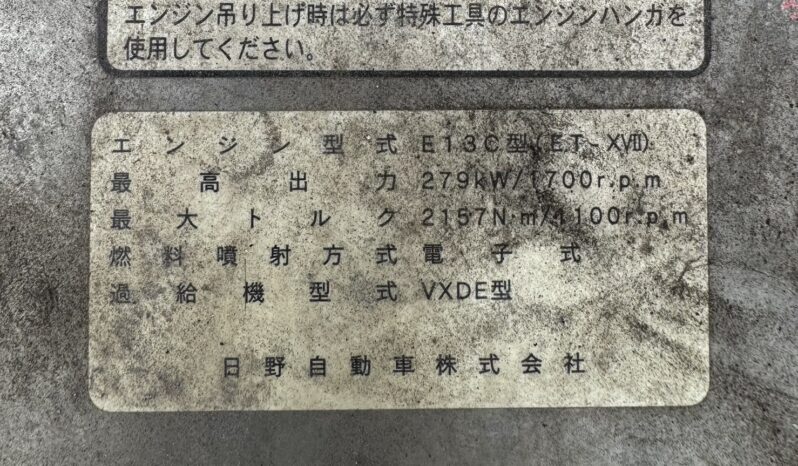 エンジン吊り上げ時は必ず特殊工具のエンジンハンガを
使用してください。
エンジン型式 E13C型(ET-XVII)
最高出力 279kW/1700r.p.m
最大トルク 2157N·m/1100r.p.m
燃料噴射方式 電子式
過給機型式 VXDE型
日野自動車株式会社